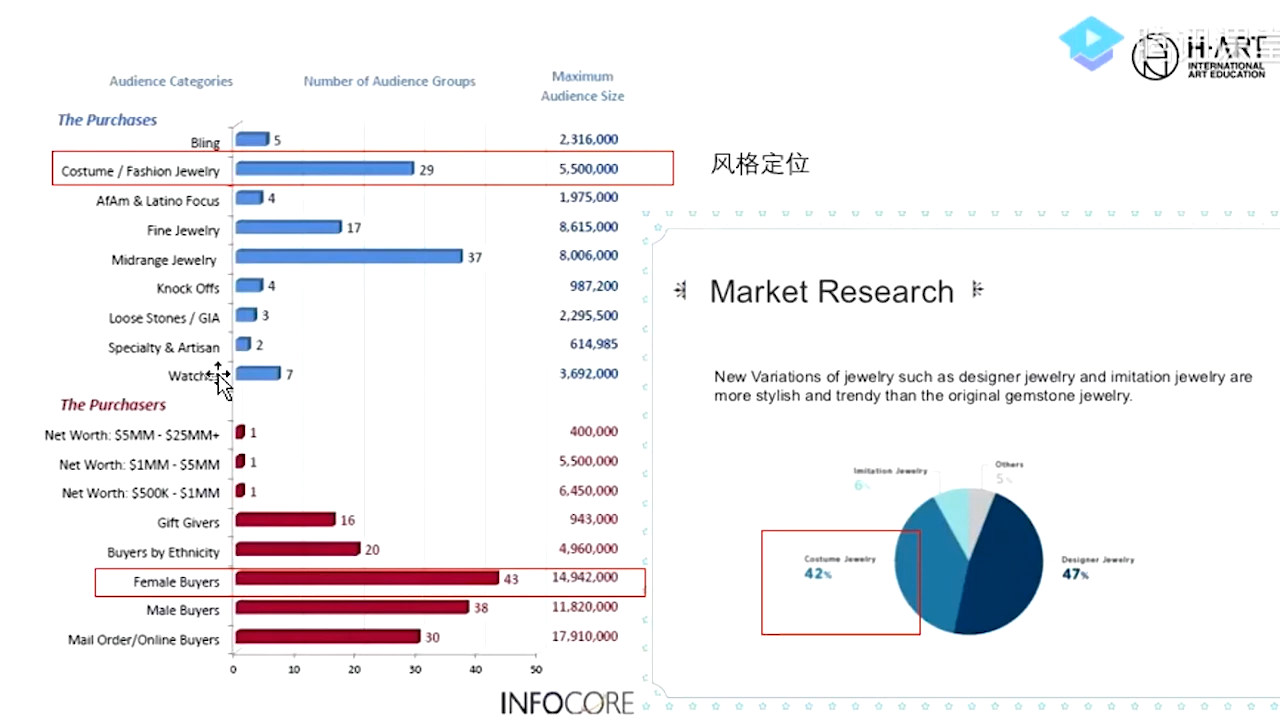 H·ART
INTERNATIONAL
ART EDUCATION
Audience Categories
Number of Audience Groups
Maximum
Audience Size
The Purchases
Bling 5 2,316,000
Costume / Fashion Jewelry 29 5,500,000
AfAm & Latino Focus 4 1,975,000
Fine Jewelry 17 8,615,000
Midrange Jewelry 37 8,006,000
Knock Offs 4 987,200
Loose Stones / GIA 3 2,295,500
Specialty & Artisan 2 614,985
Watches 7 3,692,000
The Purchasers
Net Worth: $5MM - $25MM+ 1 400,000
Net Worth: $1MM - $5MM 1 5,500,000
Net Worth: $500K - $1MM 1 6,450,000
Gift Givers 16 943,000
Buyers by Ethnicity 20 4,960,000
Female Buyers 43 14,942,000
Male Buyers 38 11,820,000
Mail Order/Online Buyers 30 17,910,000
0 10 20 30 40 50
INFOCORE
风格定位
Market Research
New Variations of jewelry such as designer jewelry and imitation jewelry are
more stylish and trendy than the original gemstone jewelry.
Others
5%
Imitation Jewelry
6%
Costume Jewelry
42%
Designer Jewelry
47%